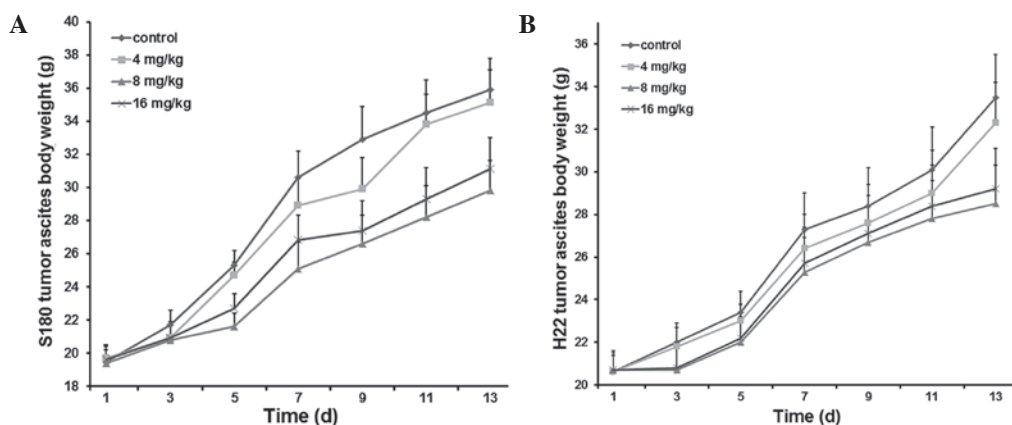 A
S180 tumor ascites body weight (g)
40
38
36
34
32
30
28
26
24
22
20
18
control
4 mg/kg
8 mg/kg
16 mg/kg
1 3 5 7 9 11 13
Time (d)
B
H22 tumor ascites body weight (g)
36
34
32
30
28
26
24
22
20
control
4 mg/kg
8 mg/kg
16 mg/kg
1 3 5 7 9 11 13
Time (d)